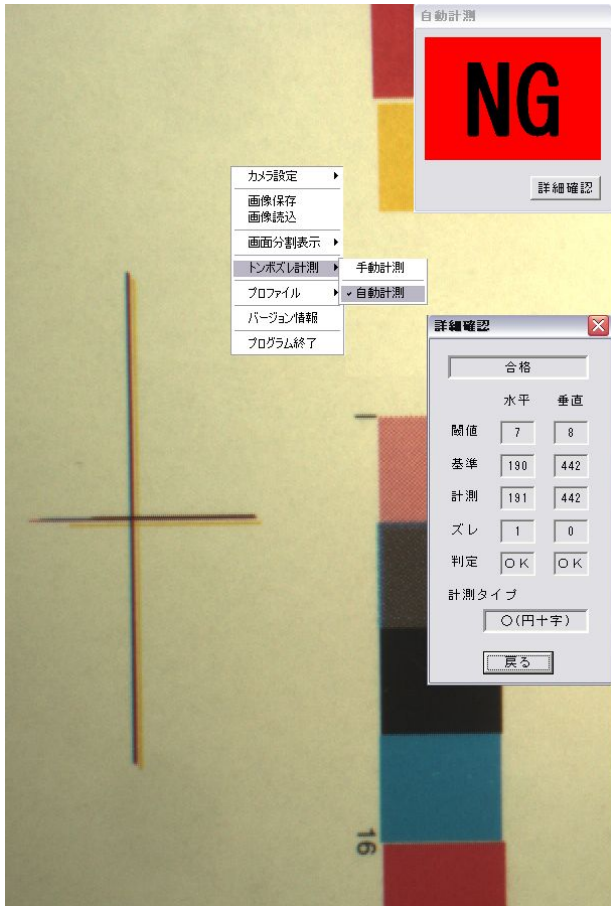 自動計測
NG
詳細確認
カメラ設定
画像保存
画像読込
画面分割表示
トンボズレ計測
手動計測
プロファイル
✓自動計測
バージョン情報
プログラム終了
詳細確認
合格
水平 垂直
閾値 7 8
基準 190 442
計測 191 442
ズレ 1 0
判定 OK OK
計測タイプ
○(円十字)
戻る
16